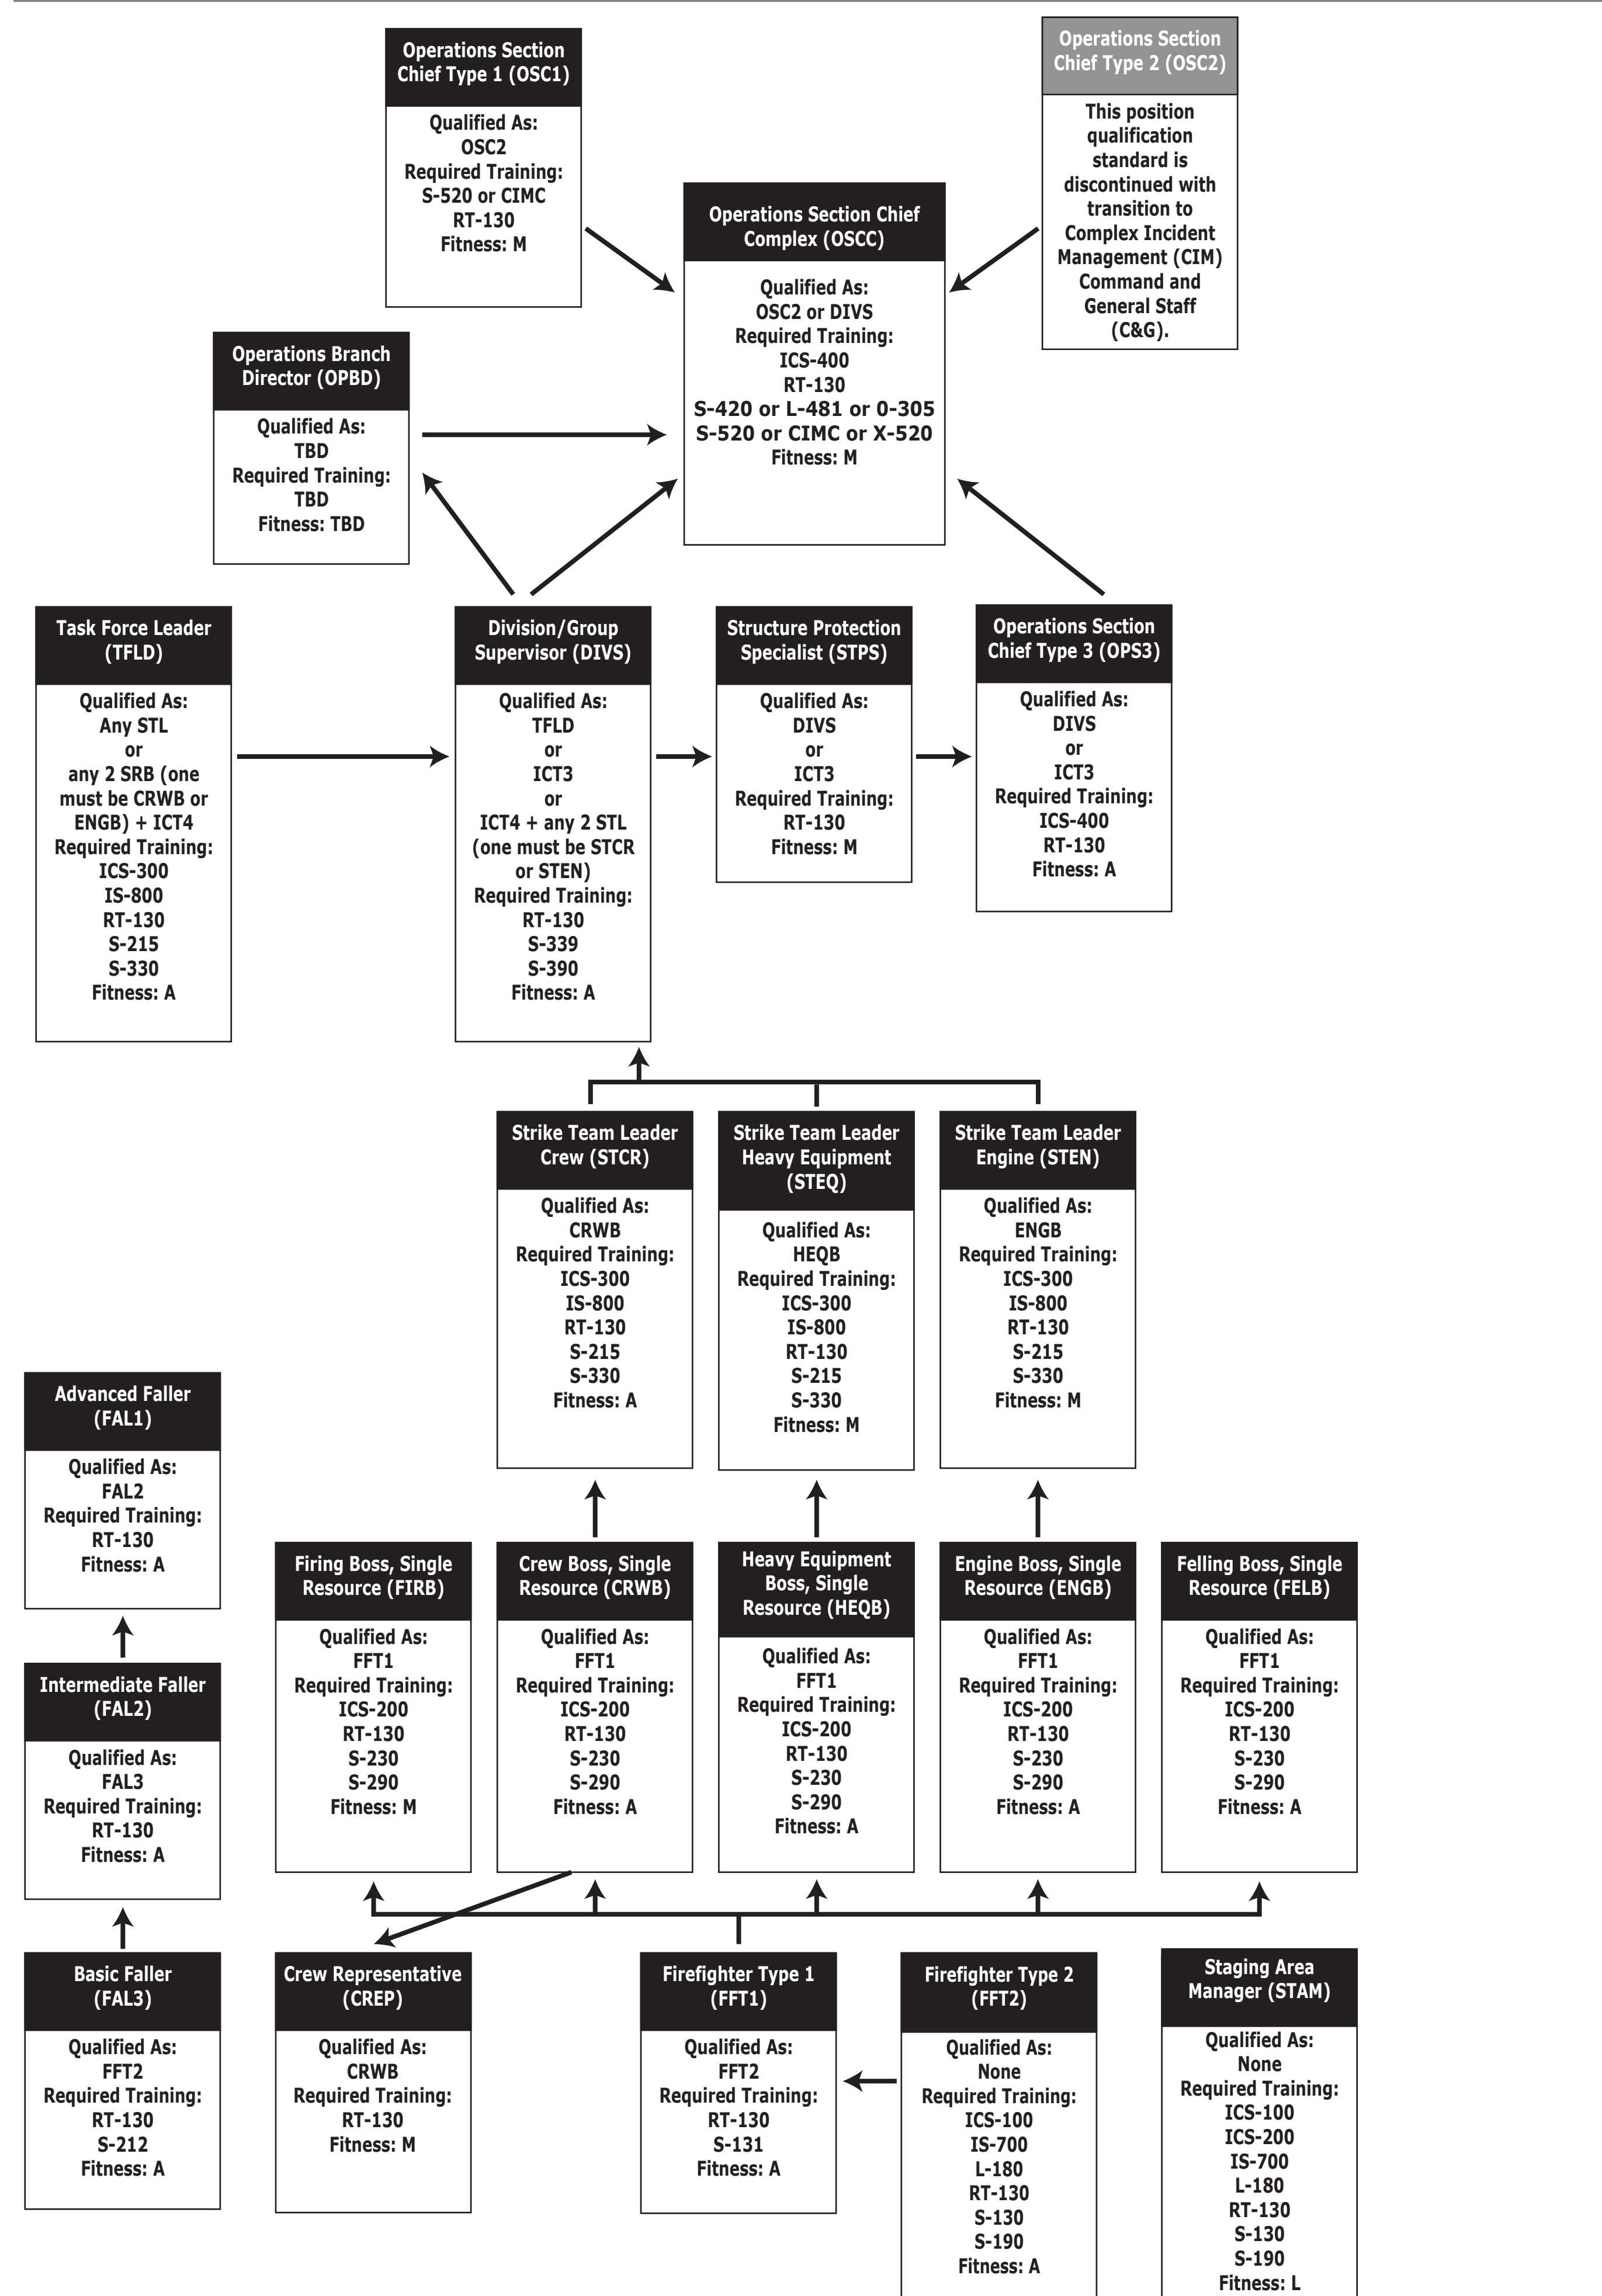 Operations Section
Chief Type 1 (OSC1)
Qualified As:
OSC2
Required Training:
S-520 or CIMC
RT-130
Fitness: M
Operations Section
Chief Type 2 (OSC2)
This position
qualification
standard is
discontinued with
transition to
Complex Incident
Management (CIM)
Command and
General Staff
(C&G).
Operations Section Chief
Complex (OSCC)
Qualified As:
OSC2 or DIVS
Required Training:
ICS-400
RT-130
S-420 or L-481 or 0-305
S-520 or CIMC or X-520
Fitness: M
Operations Branch
Director (OPBD)
Qualified As:
TBD
Required Training:
TBD
Fitness: TBD
Task Force Leader
(TFLD)
Qualified As:
Any STL
or
any 2 SRB (one
must be CRWB or
ENGB) + ICT4
Required Training:
ICS-300
IS-800
RT-130
S-215
S-330
Fitness: A
Division/Group
Supervisor (DIVS)
Qualified As:
TFLD
or
ICT3
or
ICT4 + any 2 STL
(one must be STCR
or STEN)
Required Training:
RT-130
S-339
S-390
Fitness: A
Structure Protection
Specialist (STPS)
Qualified As:
DIVS
or
ICT3
Required Training:
RT-130
Fitness: M
Operations Section
Chief Type 3 (OPS3)
Qualified As:
DIVS
or
ICT3
Required Training:
ICS-400
RT-130
Fitness: A
Strike Team Leader
Crew (STCR)
Qualified As:
CRWB
Required Training:
ICS-300
IS-800
RT-130
S-215
S-330
Fitness: A
Strike Team Leader
Heavy Equipment
(STEQ)
Qualified As:
HEQB
Required Training:
ICS-300
IS-800
RT-130
S-215
S-330
Fitness: M
Strike Team Leader
Engine (STEN)
Qualified As:
ENGB
Required Training:
ICS-300
IS-800
RT-130
S-215
S-330
Fitness: M
Advanced Faller
(FAL1)
Qualified As:
FAL2
Required Training:
RT-130
Fitness: A
Intermediate Faller
(FAL2)
Qualified As:
FAL3
Required Training:
RT-130
Fitness: A
Firing Boss, Single
Resource (FIRB)
Qualified As:
FFT1
Required Training:
ICS-200
RT-130
S-230
S-290
Fitness: M
Crew Boss, Single
Resource (CRWB)
Qualified As:
FFT1
Required Training:
ICS-200
RT-130
S-230
S-290
Fitness: A
Heavy Equipment
Boss, Single
Resource (HEQB)
Qualified As:
FFT1
Required Training:
ICS-200
RT-130
S-230
S-290
Fitness: A
Engine Boss, Single
Resource (ENGB)
Qualified As:
FFT1
Required Training:
ICS-200
RT-130
S-230
S-290
Fitness: A
Felling Boss, Single
Resource (FELB)
Qualified As:
FFT1
Required Training:
ICS-200
RT-130
S-230
S-290
Fitness: A
Basic Faller
(FAL3)
Qualified As:
FFT2
Required Training:
RT-130
S-212
Fitness: A
Crew Representative
(CREP)
Qualified As:
CRWB
Required Training:
RT-130
Fitness: M
Firefighter Type 1
(FFT1)
Qualified As:
FFT2
Required Training:
RT-130
S-131
Fitness: A
Firefighter Type 2
(FFT2)
Qualified As:
None
Required Training:
ICS-100
IS-700
L-180
RT-130
S-130
S-190
Fitness: A
Staging Area
Manager (STAM)
Qualified As:
None
Required Training:
ICS-100
ICS-200
IS-700
L-180
RT-130
S-130
S-190
Fitness: L